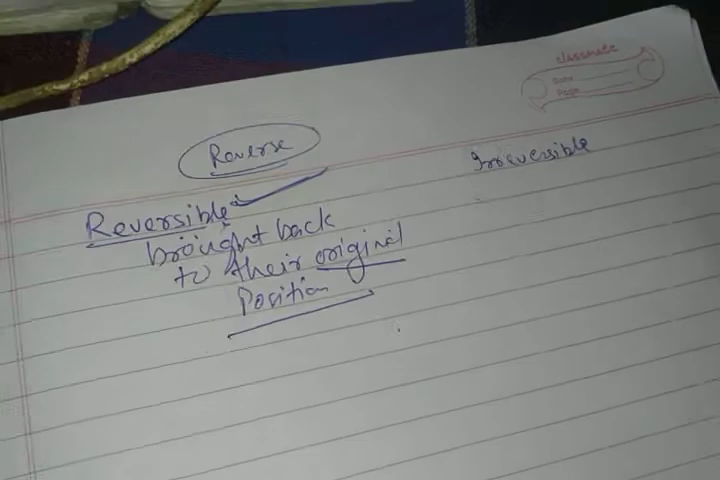 classmate
Date
Page
Reverse
Irreversible
Reversible
brought back
to their original
Position